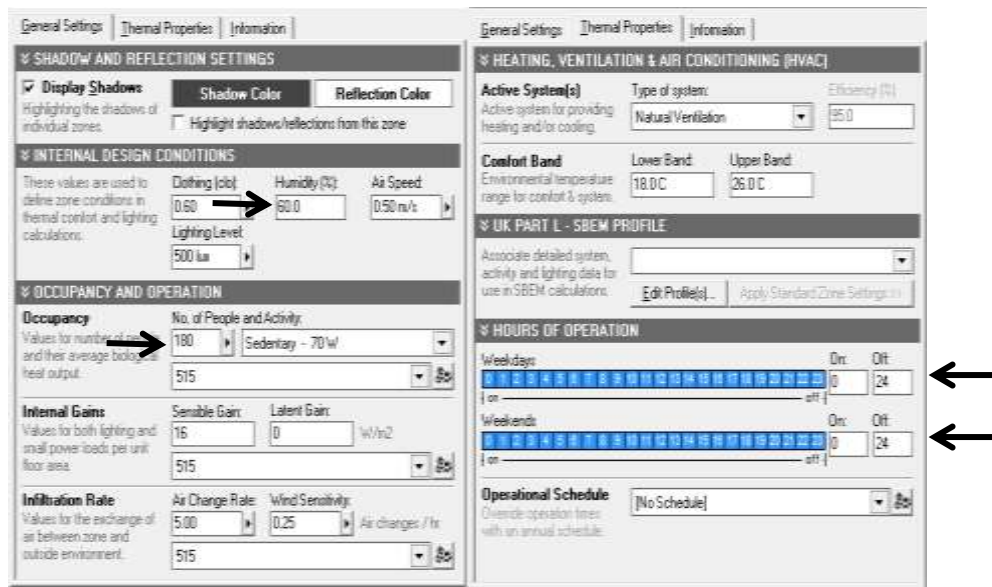 General Settings Thermal Properties Information
¥ SHADOW AND REFLECTION SETTINGS
Display Shadows
Highlighting the shadows of
individual zones.
Shadow Color Reflection Color
Highlight shadows/reflections from this zone
¥ INTERNAL DESIGN CONDITIONS
These values are used to
define zone conditions in
thermal comfort and lighting
calculations.
Clothing (clo): Humidity (%): Air Speed:
0.60 60.0 0.50 m/s
Lighting Level:
500 lux
¥ OCCUPANCY AND OPERATION
Occupancy
Values for number of people
and their average biological
heat output.
No. of People and Activity:
180 Sedentary - 70 W
515
Internal Gains
Values for both lighting and
small power loads per unit
floor area.
Sensible Gain: Latent Gain:
16 0 W/m2
515
Infiltration Rate
Values for the exchange of
air between zone and
outside environment.
Air Change Rate: Wind Sensitivity:
5.00 0.25 Air changes / hr
515
General Settings Thermal Properties Information
¥ HEATING, VENTILATION & AIR CONDITIONING (HVAC)
Active System(s)
Active system for providing
heating and/or cooling.
Type of system: Efficiency (%):
Natural Ventilation 95.0
Comfort Band
Environmental temperature
range for comfort & system.
Lower Band: Upper Band:
18.0 C 26.0 C
¥ UK PART L - SBEM PROFILE
Associate detailed system,
activity and lighting data for
use in SBEM calculations.
Edit Profile(s)... Apply Standard Zone Settings >>
¥ HOURS OF OPERATION
Weekdays On: Off:
0 1 2 3 4 5 6 7 8 9 10 11 12 13 14 15 16 17 18 19 20 21 22 23 0 24
on off
Weekends On: Off:
0 1 2 3 4 5 6 7 8 9 10 11 12 13 14 15 16 17 18 19 20 21 22 23 0 24
on off
Operational Schedule
Override operation times
with an annual schedule.
[No Schedule]